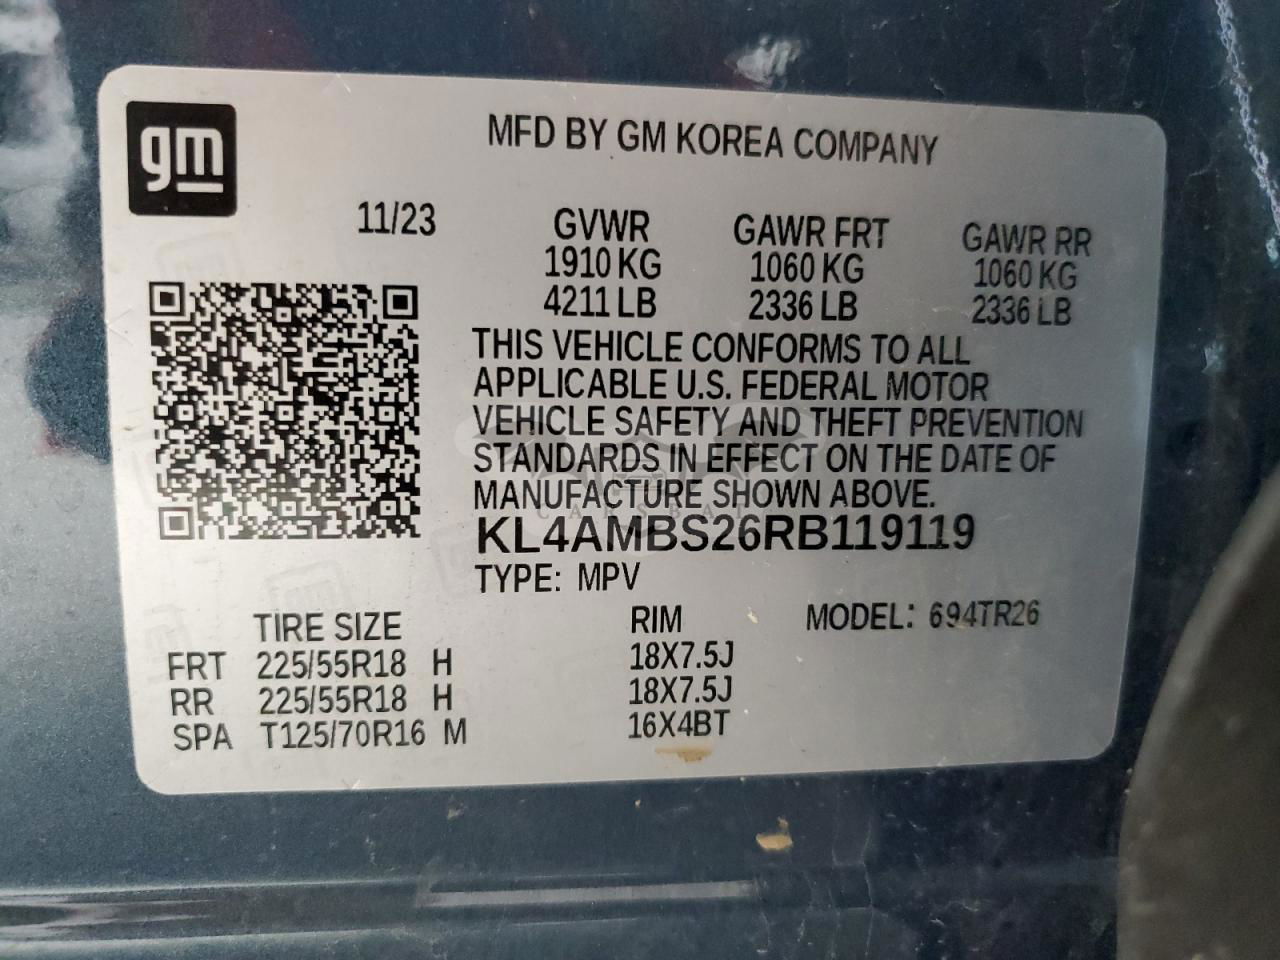 gm
MFD BY GM KOREA COMPANY
11/23 GVWR GAWR FRT GAWR RR
1910 KG 1060 KG 1060 KG
4211 LB 2336 LB 2336 LB
THIS VEHICLE CONFORMS TO ALL
APPLICABLE U.S. FEDERAL MOTOR
VEHICLE SAFETY AND THEFT PREVENTION
STANDARDS IN EFFECT ON THE DATE OF
MANUFACTURE SHOWN ABOVE.
KL4AMBS26RB119119
TYPE: MPV
TIRE SIZE RIM MODEL: 694TR26
FRT 225/55R18 H 18X7.5J
RR 225/55R18 H 18X7.5J
SPA T125/70R16 M 16X4BT